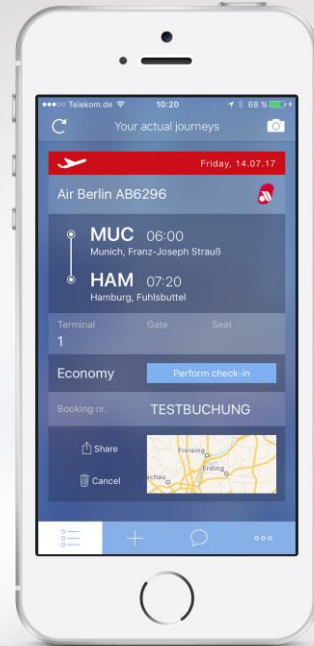 Telekom.de 10:20 68 %
Your actual journeys
Friday, 14.07.17
Air Berlin AB6296
MUC 06:00
Munich, Franz-Joseph Strauß
HAM 07:20
Hamburg, Fuhlsbuttel
Terminal Gate Seat
1
Economy Perform check-in
Booking nr. TESTBUCHUNG
Share
Cancel
Freising
Erding
achau